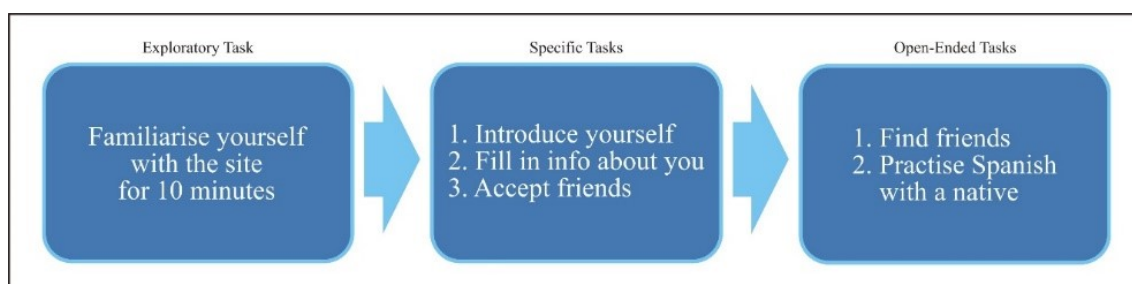 Exploratory Task
Familiarise yourself
with the site
for 10 minutes
Specific Tasks
1. Introduce yourself
2. Fill in info about you
3. Accept friends
Open-Ended Tasks
1. Find friends
2. Practise Spanish
with a native